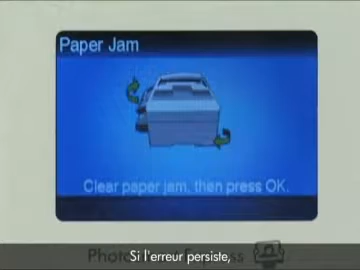 Paper Jam
Clear paper jam, then press OK.
Si l'erreur persiste,